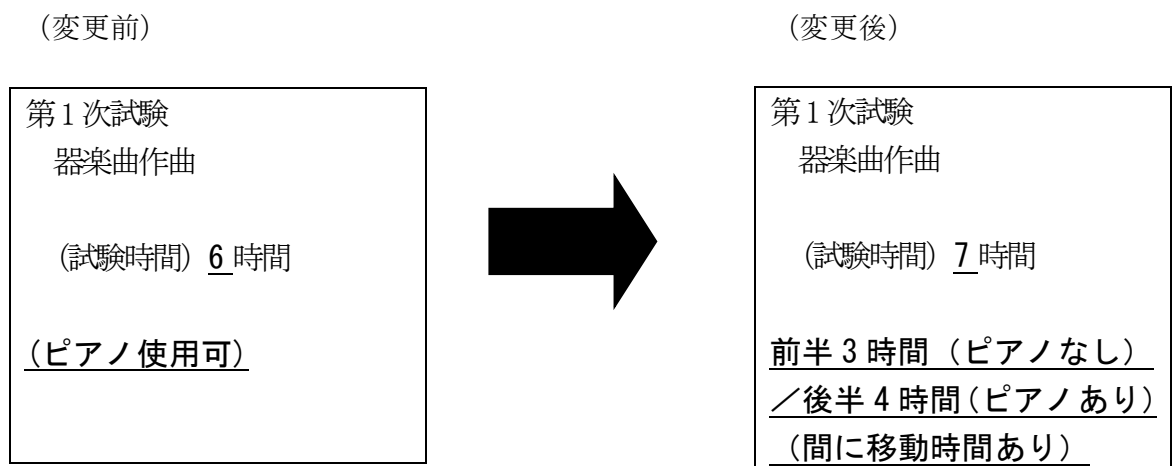 （変更前）
第１次試験
器楽曲作曲
（試験時間）6 時間
（ピアノ使用可）
（変更後）
第１次試験
器楽曲作曲
（試験時間）7 時間
前半 3 時間（ピアノなし）
／後半 4 時間（ピアノあり）
（間に移動時間あり）